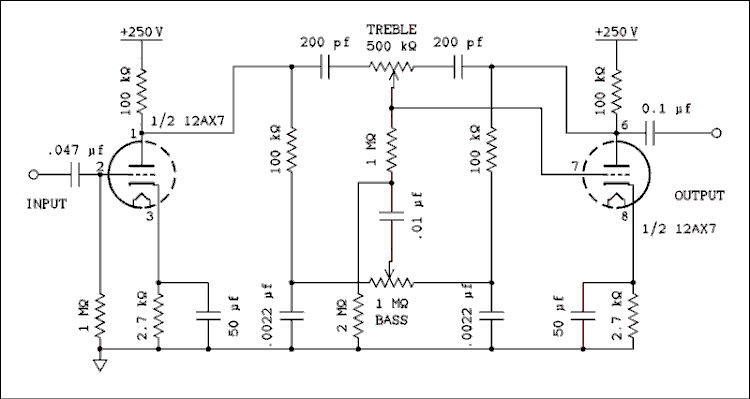 TREBLE
+250 V
200 pf
500 kΩ
200 pf
+250 V
100 kΩ
100 kΩ
0.1 µf
1
1/2 12AX7
6
.047 µf
100 kΩ
1 MΩ
100 kΩ
2
7
INPUT
3
.01 µf
8
OUTPUT
1/2 12AX7
1 MΩ
2.7 kΩ
50 µf
.0022 µf
2 MΩ
1 MΩ
BASS
.0022 µf
50 µf
2.7 kΩ